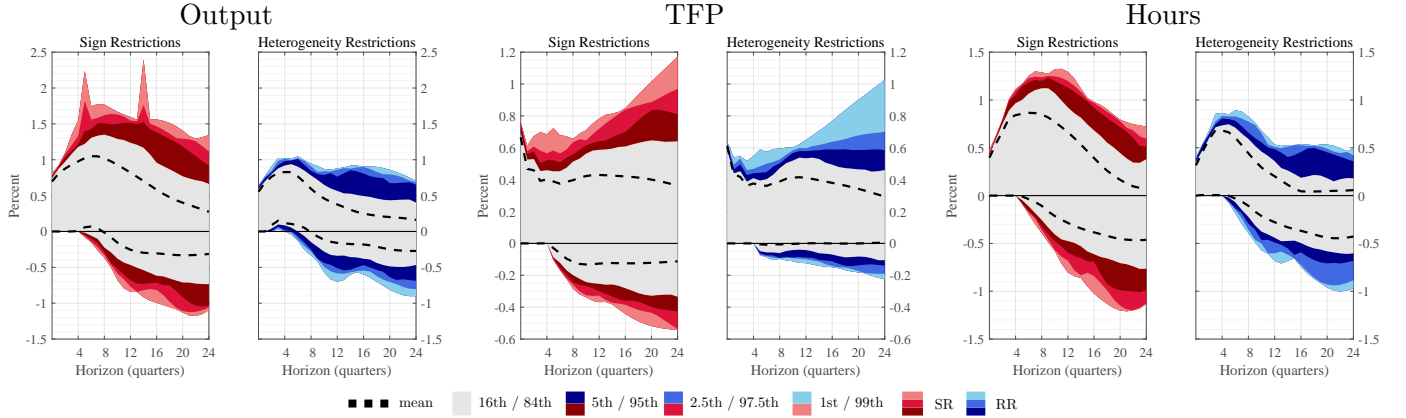 Output TFP Hours
Sign Restrictions Heterogeneity Restrictions Sign Restrictions Heterogeneity Restrictions Sign Restrictions Heterogeneity Restrictions
2.5 2.5 1.2 1.2 1.5 1.5
2 2 1 1
1.5 1.5 0.8 0.8 1 1
1 1 0.6 0.6 0.5 0.5
0.5 0.5 0.4 0.4
0.2 0.2
0 0 0 0 0 0
-0.5 -0.5 -0.2 -0.2 -0.5 -0.5
-1 -1 -0.4 -0.4 -1 -1
-1.5 -1.5 -0.6 -0.6 -1.5 -1.5
Percent Percent Percent
4 8 12 16 20 24 4 8 12 16 20 24 4 8 12 16 20 24 4 8 12 16 20 24 4 8 12 16 20 24 4 8 12 16 20 24
Horizon (quarters) Horizon (quarters) Horizon (quarters) Horizon (quarters) Horizon (quarters) Horizon (quarters)
mean 16th / 84th 5th / 95th 2.5th / 97.5th 1st / 99th SR RR